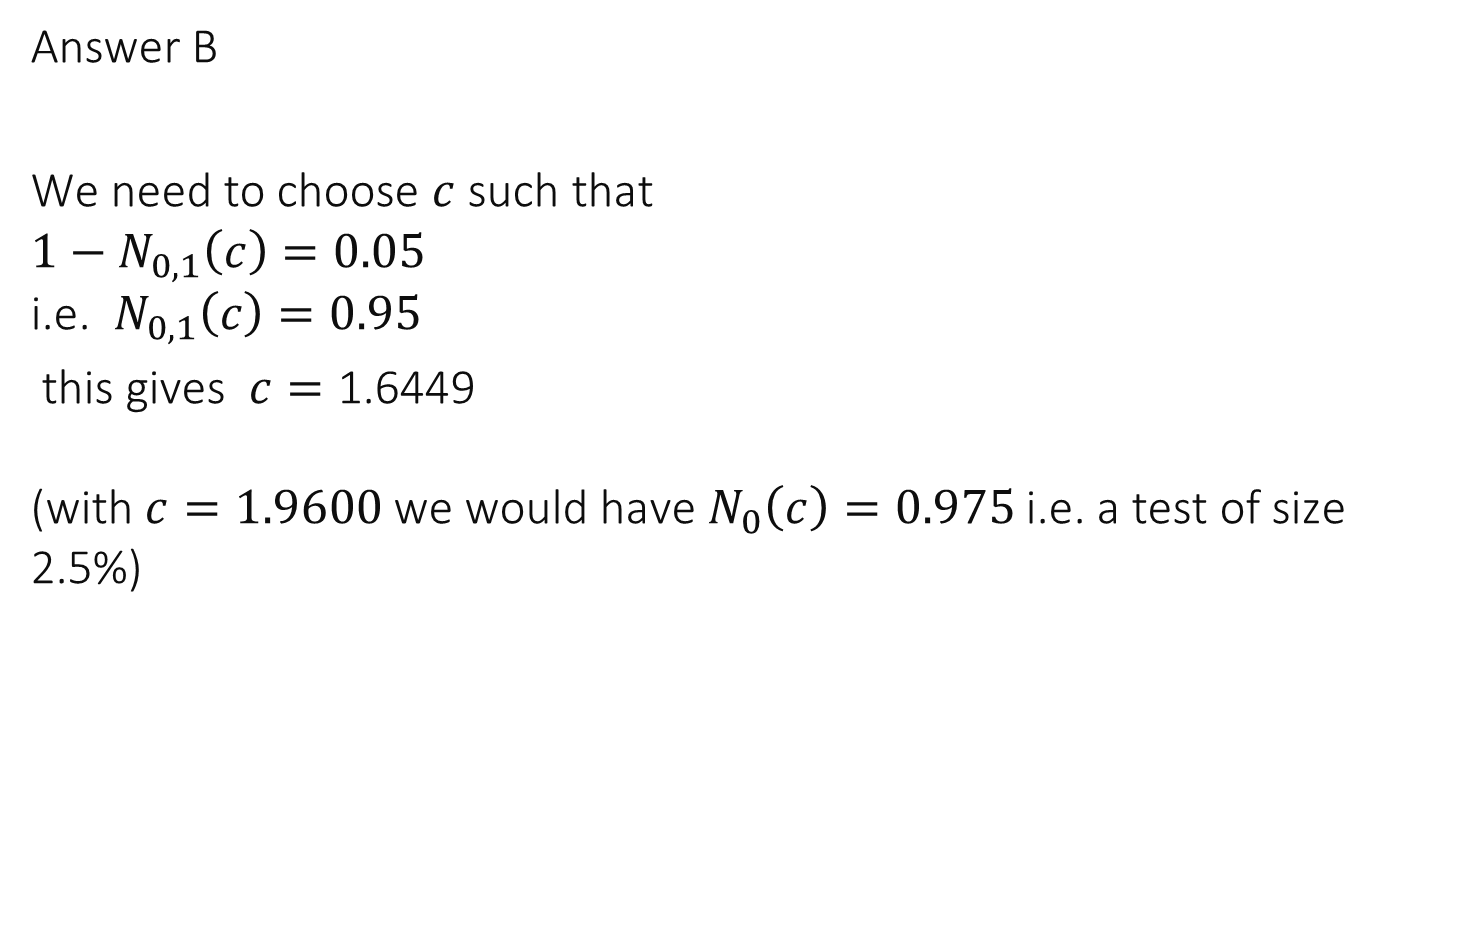 Answer B
We need to choose c such that
1 − N₀,₁(c) = 0.05
i.e. N₀,₁(c) = 0.95
this gives c = 1.6449
(with c = 1.9600 we would have N₀(c) = 0.975 i.e. a test of size
2.5%)